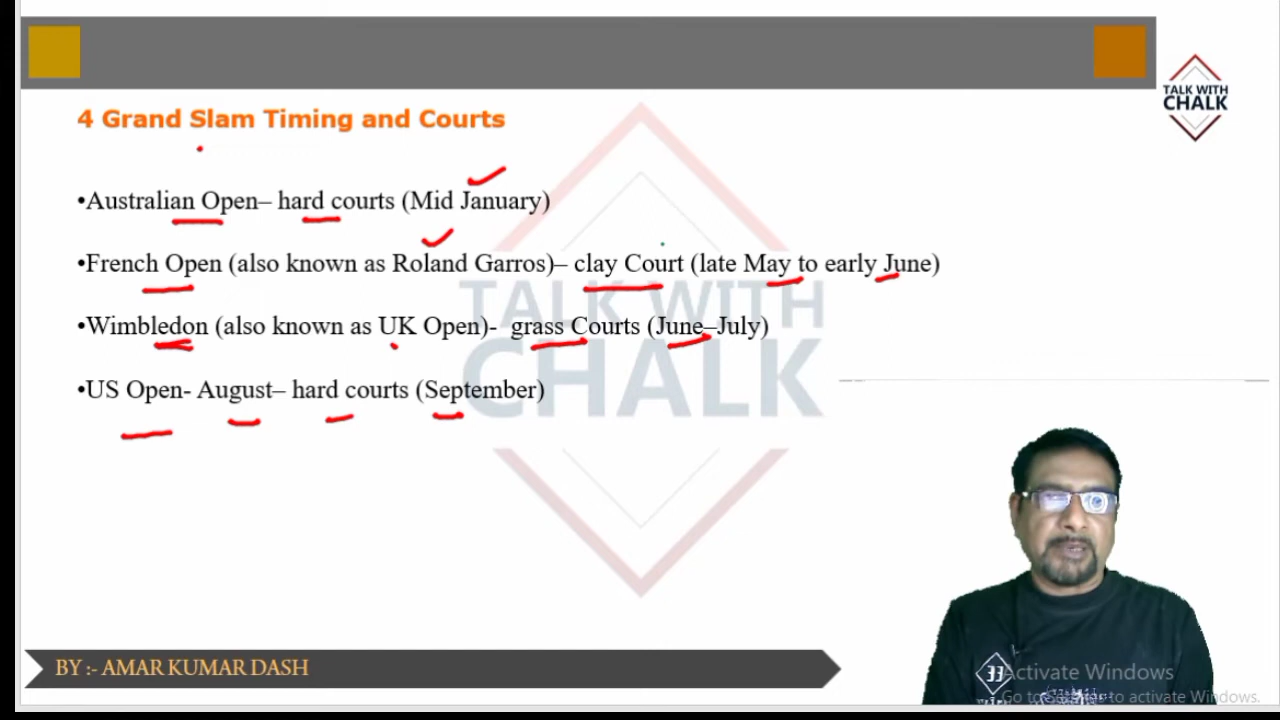 TALK WITH
CHALK
4 Grand Slam Timing and Courts
•Australian Open– hard courts (Mid January)
•French Open (also known as Roland Garros)– clay Court (late May to early June)
•Wimbledon (also known as UK Open)- grass Courts (June–July)
•US Open- August– hard courts (September)
TALK WITH
CHALK
BY :- AMAR KUMAR DASH
Activate Windows
Go to Settings to activate Windows.